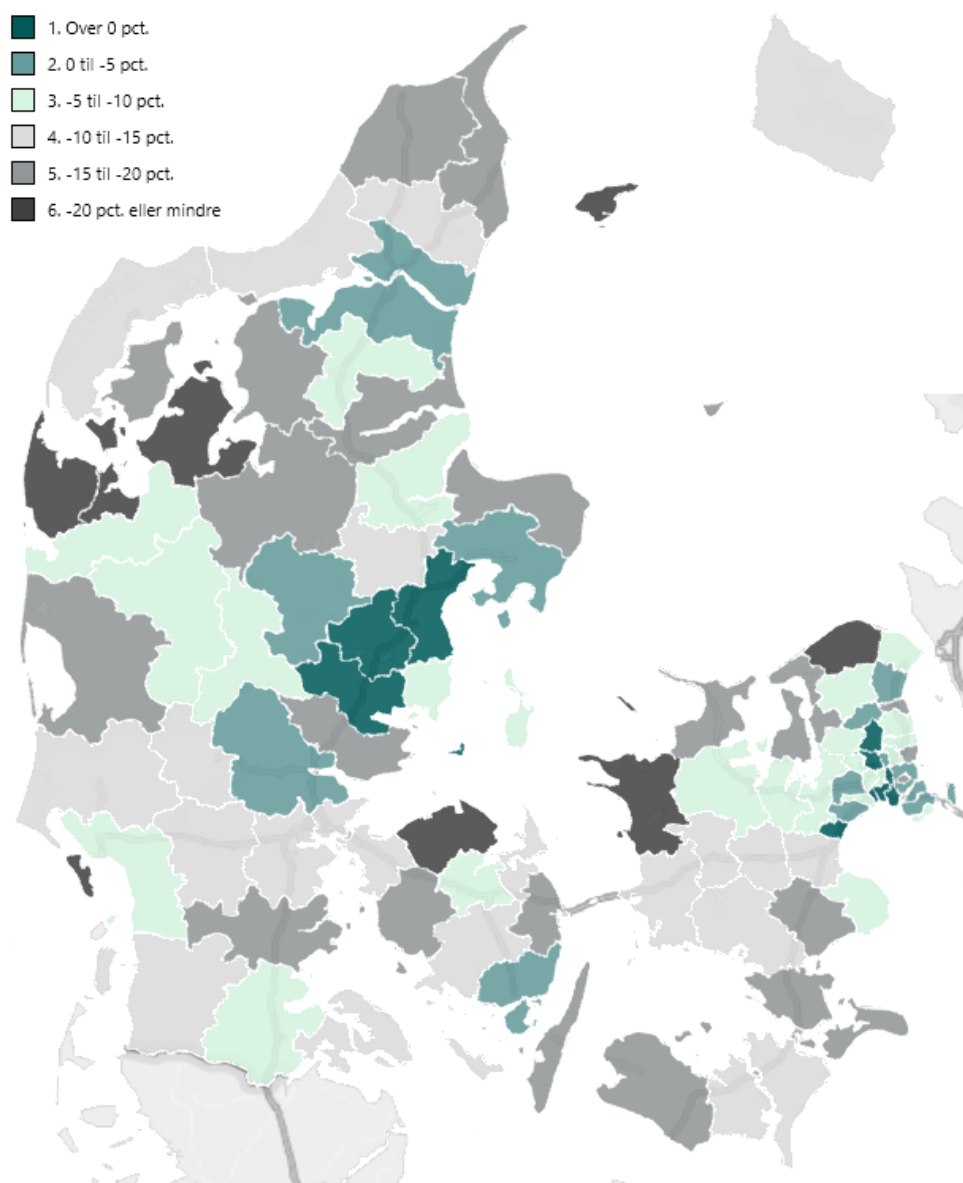 1. Over 0 pct.
2. 0 til -5 pct.
3. -5 til -10 pct.
4. -10 til -15 pct.
5. -15 til -20 pct.
6. -20 pct. eller mindre